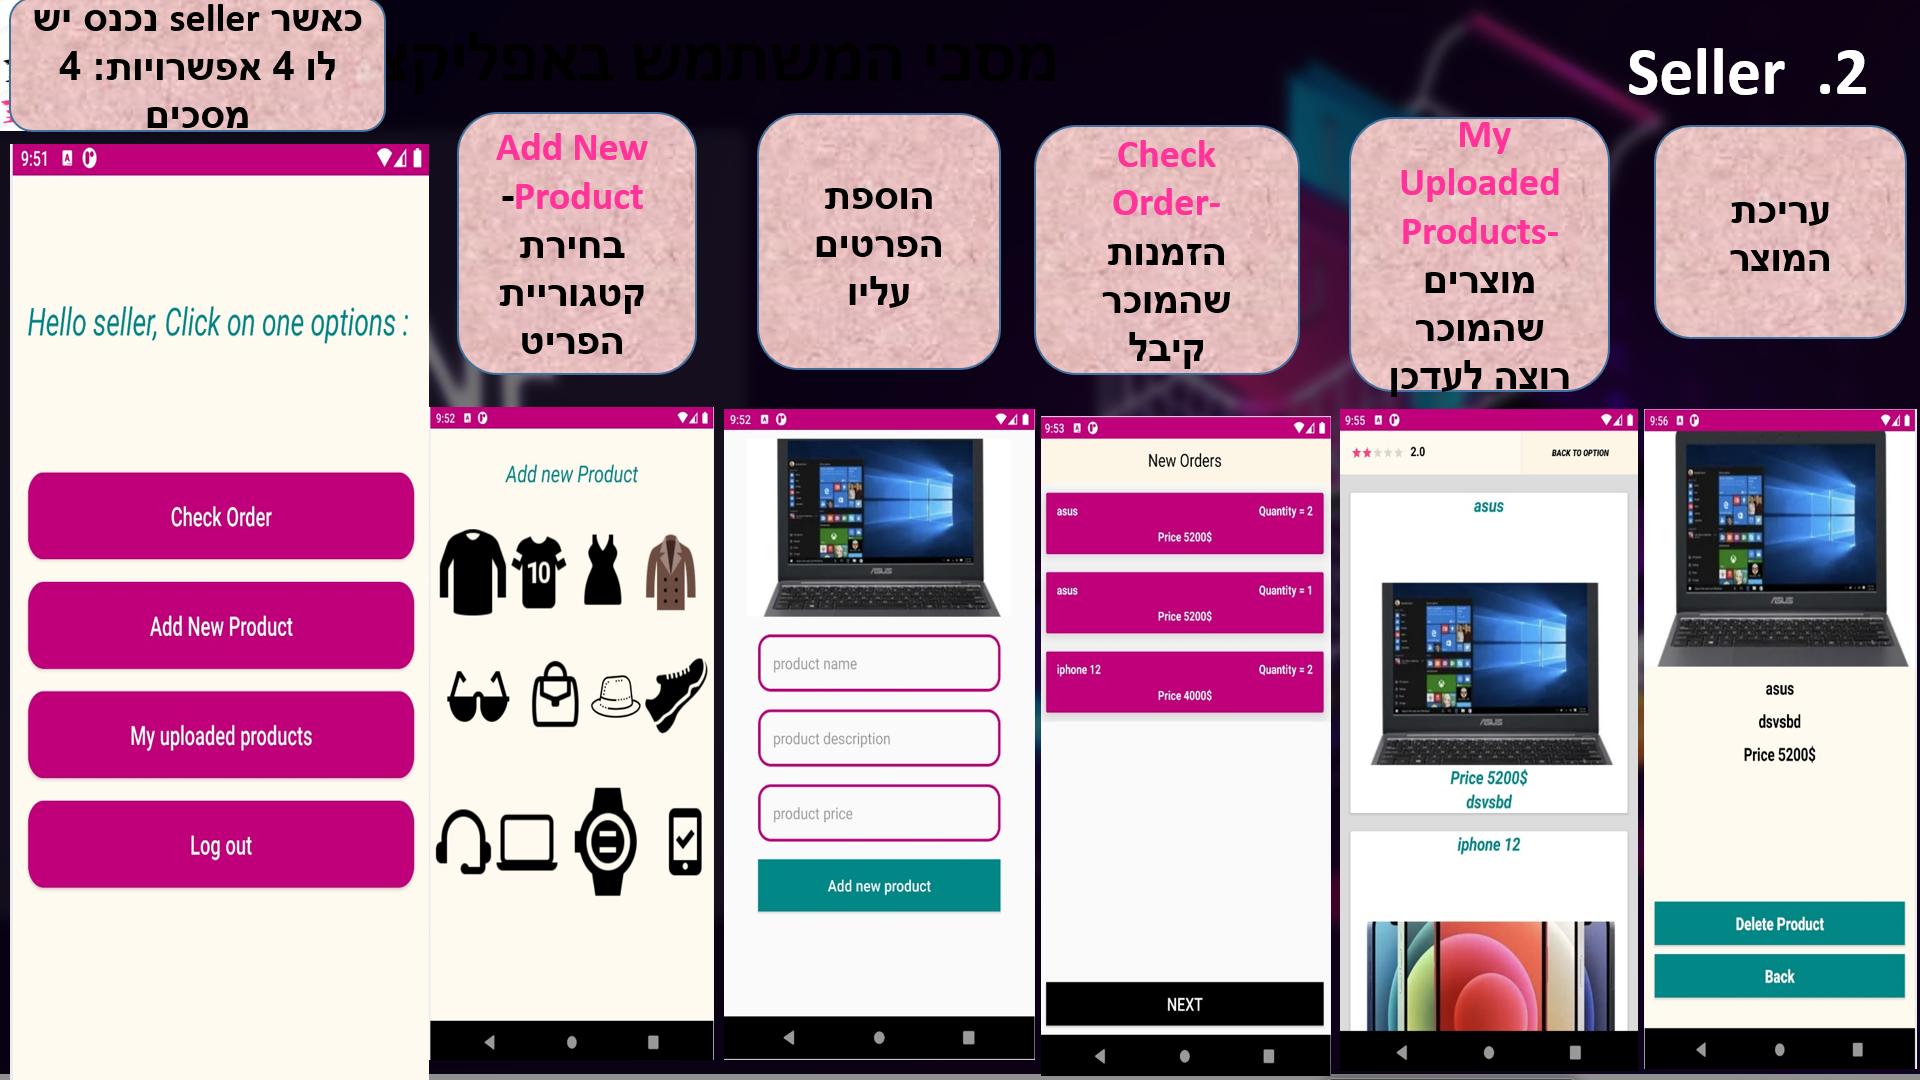 כאשר seller נכנס יש
לו 4 אפשרויות: 4
מסכים
מסכי המשתמש באפליקצ
2. Seller
Add New
Product-
בחירת
קטגוריית
הפריט
הוספת
הפרטים
עליו
Check
Order-
הזמנות
שהמוכר
קיבל
My
Uploaded
Products-
מוצרים
שהמוכר
רוצה לעדכן
עריכת
המוצר
9:51
Hello seller, Click on one options :
Check Order
Add New Product
My uploaded products
Log out
9:52
Add new Product
10
9:52
ASUS
product name
product description
product price
Add new product
9:53
New Orders
asus
Quantity = 2
Price 5200$
asus
Quantity = 1
Price 5200$
iphone 12
Quantity = 2
Price 4000$
NEXT
9:55
2.0
BACK TO OPTION
asus
ASUS
Price 5200$
dsvsbd
iphone 12
9:56
ASUS
asus
dsvsbd
Price 5200$
Delete Product
Back